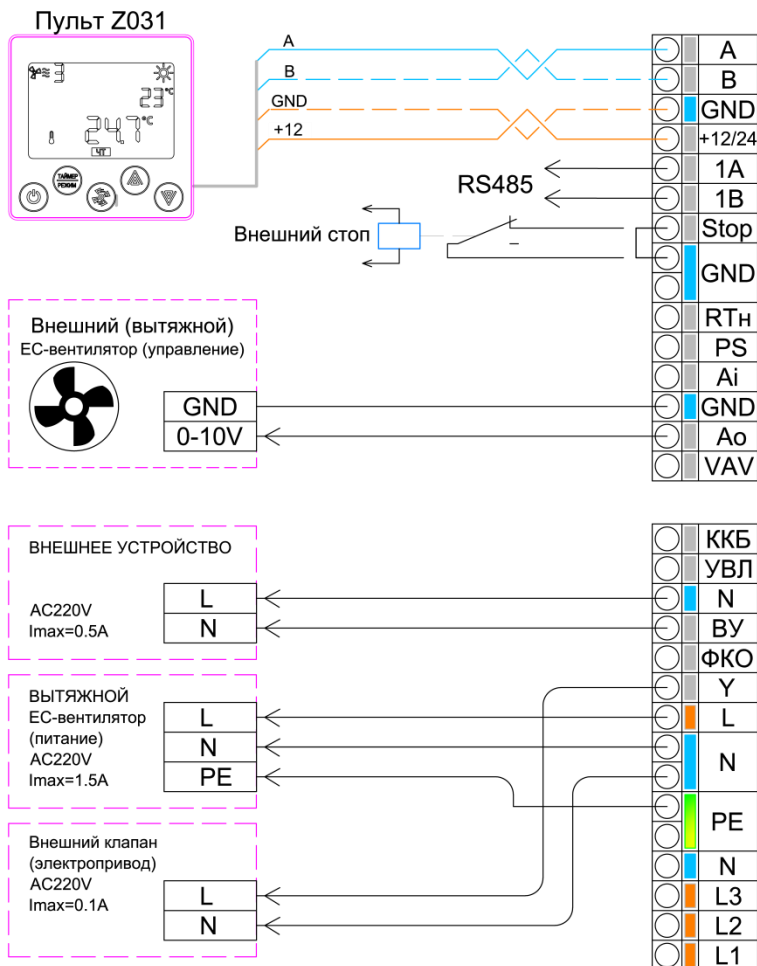 Пульт Z031
3
23°C
24.7°C
ЧТ
ТАЙМЕР
РЕЖИМ
A
B
GND
+12
RS485
Внешний стоп
A
B
GND
+12/24
1A
1B
Stop
GND
RTн
PS
Ai
GND
Ao
VAV
Внешний (вытяжной)
ЕС-вентилятор (управление)
GND
0-10V
ВНЕШНЕЕ УСТРОЙСТВО
AC220V
Imax=0.5A
L
N
ВЫТЯЖНОЙ
ЕС-вентилятор
(питание)
AC220V
Imax=1.5A
L
N
PE
Внешний клапан
(электропривод)
AC220V
Imax=0.1A
L
N
ККБ
УВЛ
N
ВУ
ФКО
Y
L
N
PE
N
L3
L2
L1